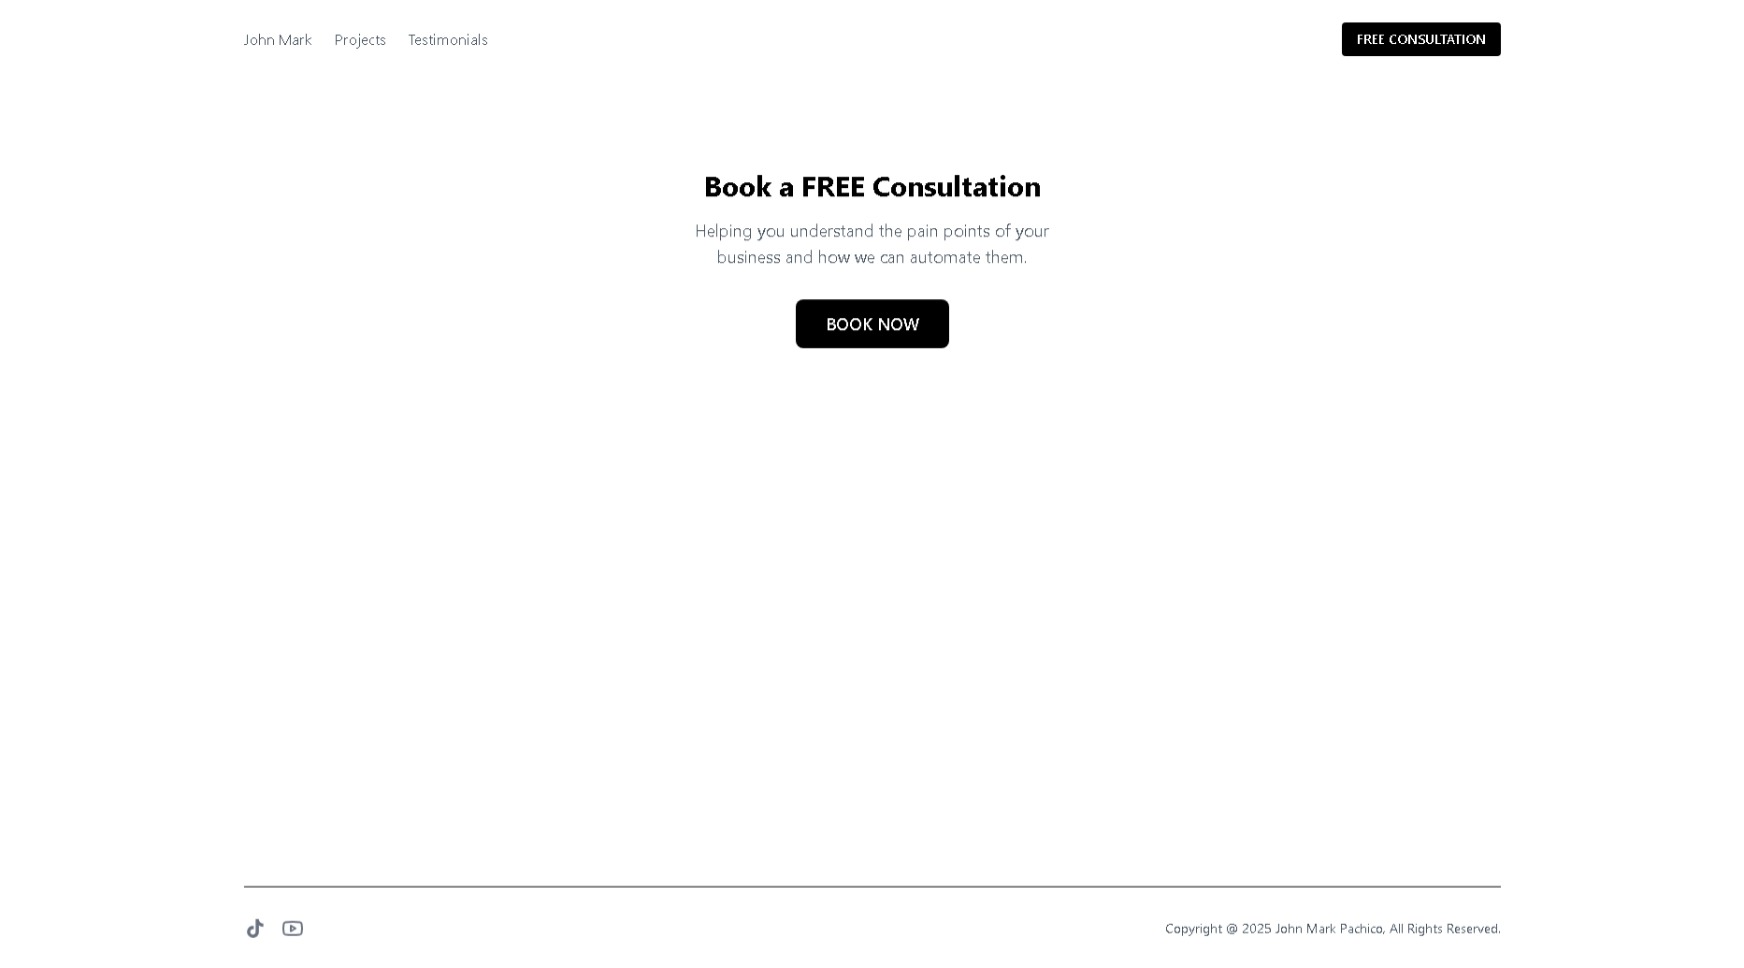 John Mark
Projects
Testimonials
FREE CONSULTATION
Book a FREE Consultation
Helping you understand the pain points of your
business and how we can automate them.
BOOK NOW
Copyright @ 2025 John Mark Pachico, All Rights Reserved.